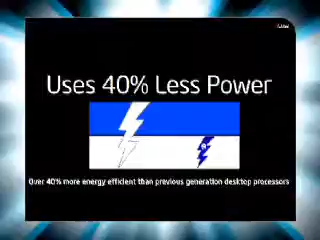 Uses 40% Less Power
Over 40% more energy efficient than previous generation desktop processors